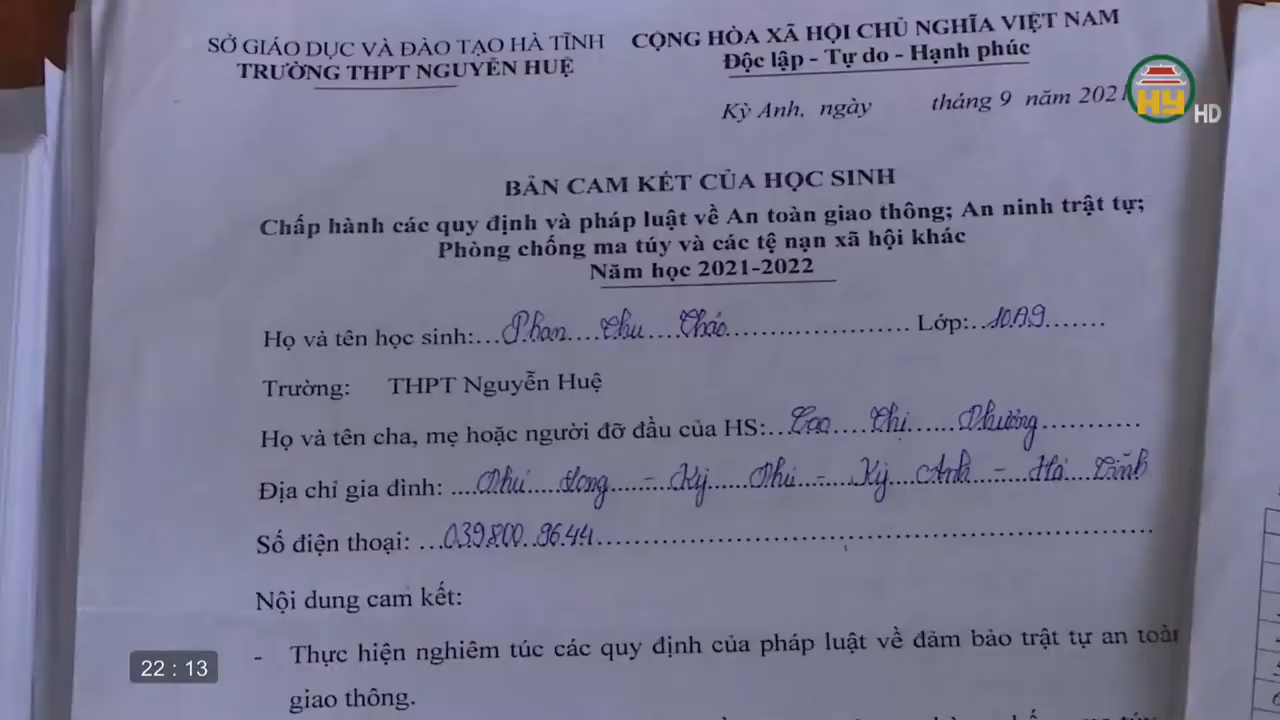 SỞ GIÁO DỤC VÀ ĐÀO TẠO HÀ TĨNH
TRƯỜNG THPT NGUYỄN HUỆ
CỘNG HÒA XÃ HỘI CHỦ NGHĨA VIỆT NAM
Độc lập - Tự do - Hạnh phúc
Kỳ Anh, ngày tháng 9 năm 2021
HY HD
BẢN CAM KẾT CỦA HỌC SINH
Chấp hành các quy định và pháp luật về An toàn giao thông; An ninh trật tự;
Phòng chống ma túy và các tệ nạn xã hội khác
Năm học 2021-2022
Họ và tên học sinh:...Phan....Thu....Thảo........................ Lớp:..10A9.......
Trường: THPT Nguyễn Huệ
Họ và tên cha, mẹ hoặc người đỡ đầu của HS:...Cao....Thị......Phương............
Địa chỉ gia đình: ....Phú....Long....-..Kỳ....Phú..-...Kỳ....Anh..-...Hà...Tĩnh
Số điện thoại: ...039800..9644..............................
Nội dung cam kết:
- Thực hiện nghiêm túc các quy định của pháp luật về đảm bảo trật tự an toàn
giao thông.
22 : 13